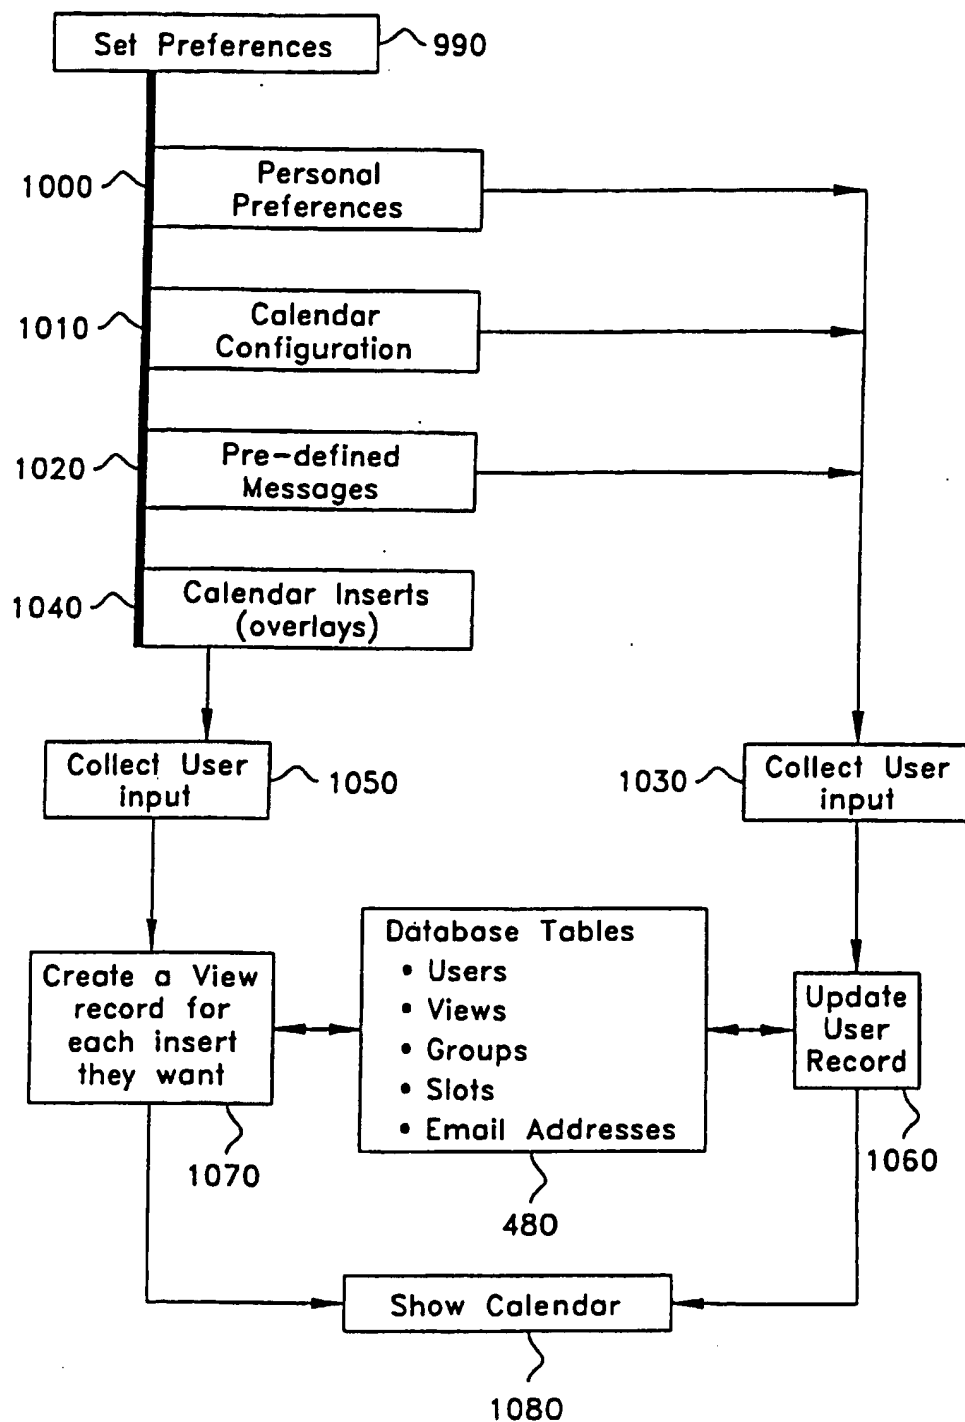 Set Preferences
990
1000
Personal
Preferences
1010
Calendar
Configuration
1020
Pre-defined
Messages
1040
Calendar Inserts
(overlays)
Collect User
input
1050
1030
Collect User
input
Create a View
record for
each insert
they want
1070
Database Tables
• Users
• Views
• Groups
• Slots
• Email Addresses
480
Update
User
Record
1060
Show Calendar
1080